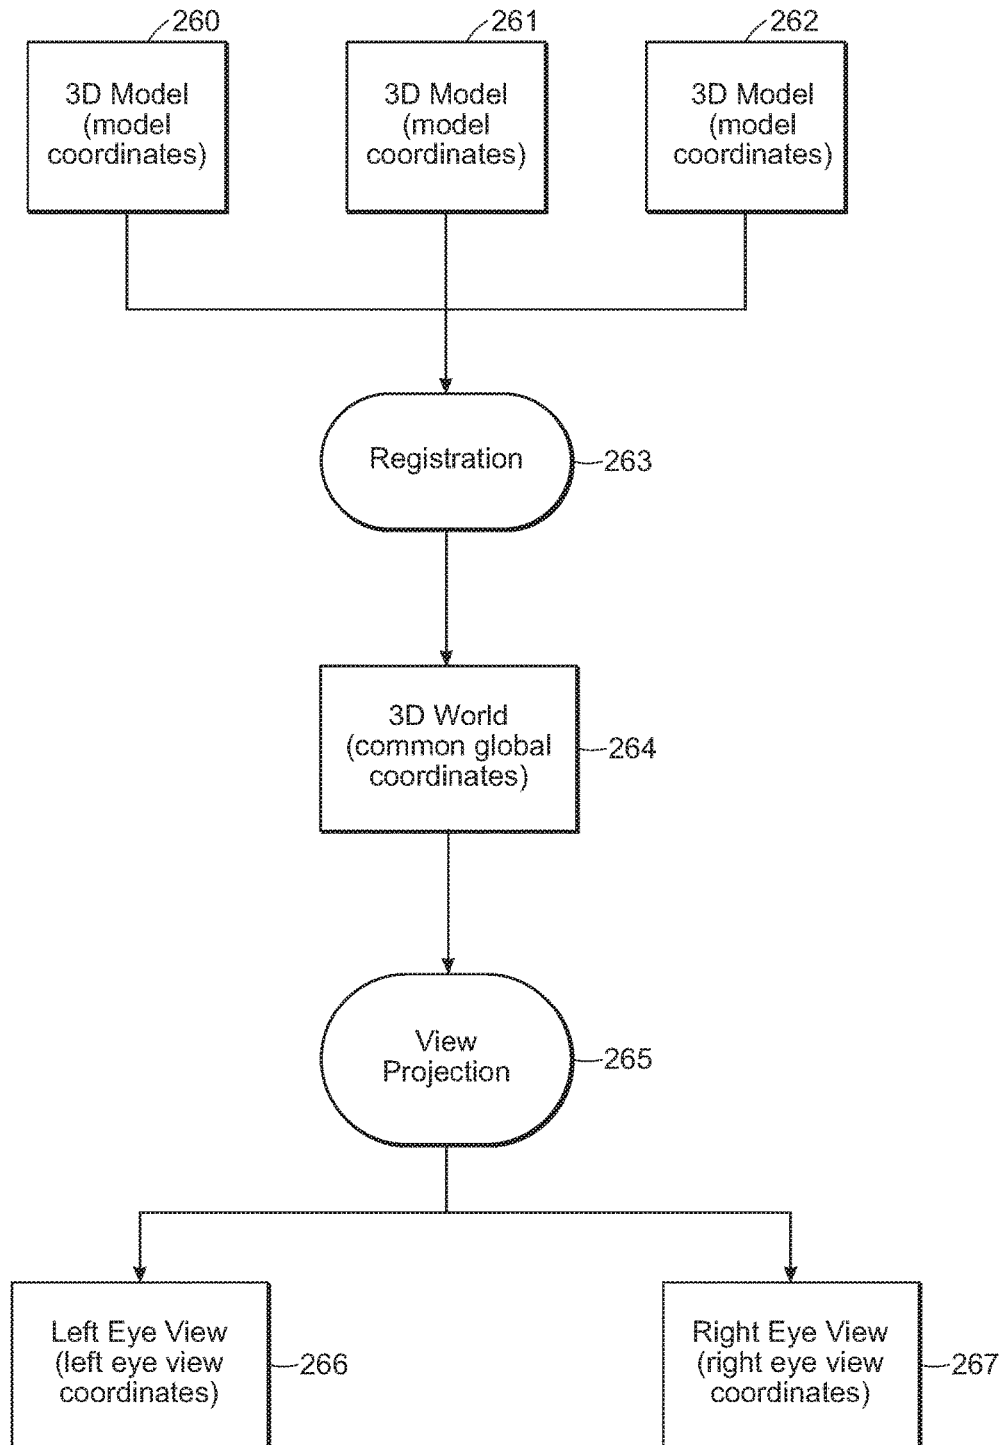 260
261
262
3D Model
(model
coordinates)
3D Model
(model
coordinates)
3D Model
(model
coordinates)
Registration
263
3D World
(common global
coordinates)
264
View
Projection
265
Left Eye View
(left eye view
coordinates)
266
Right Eye View
(right eye view
coordinates)
267